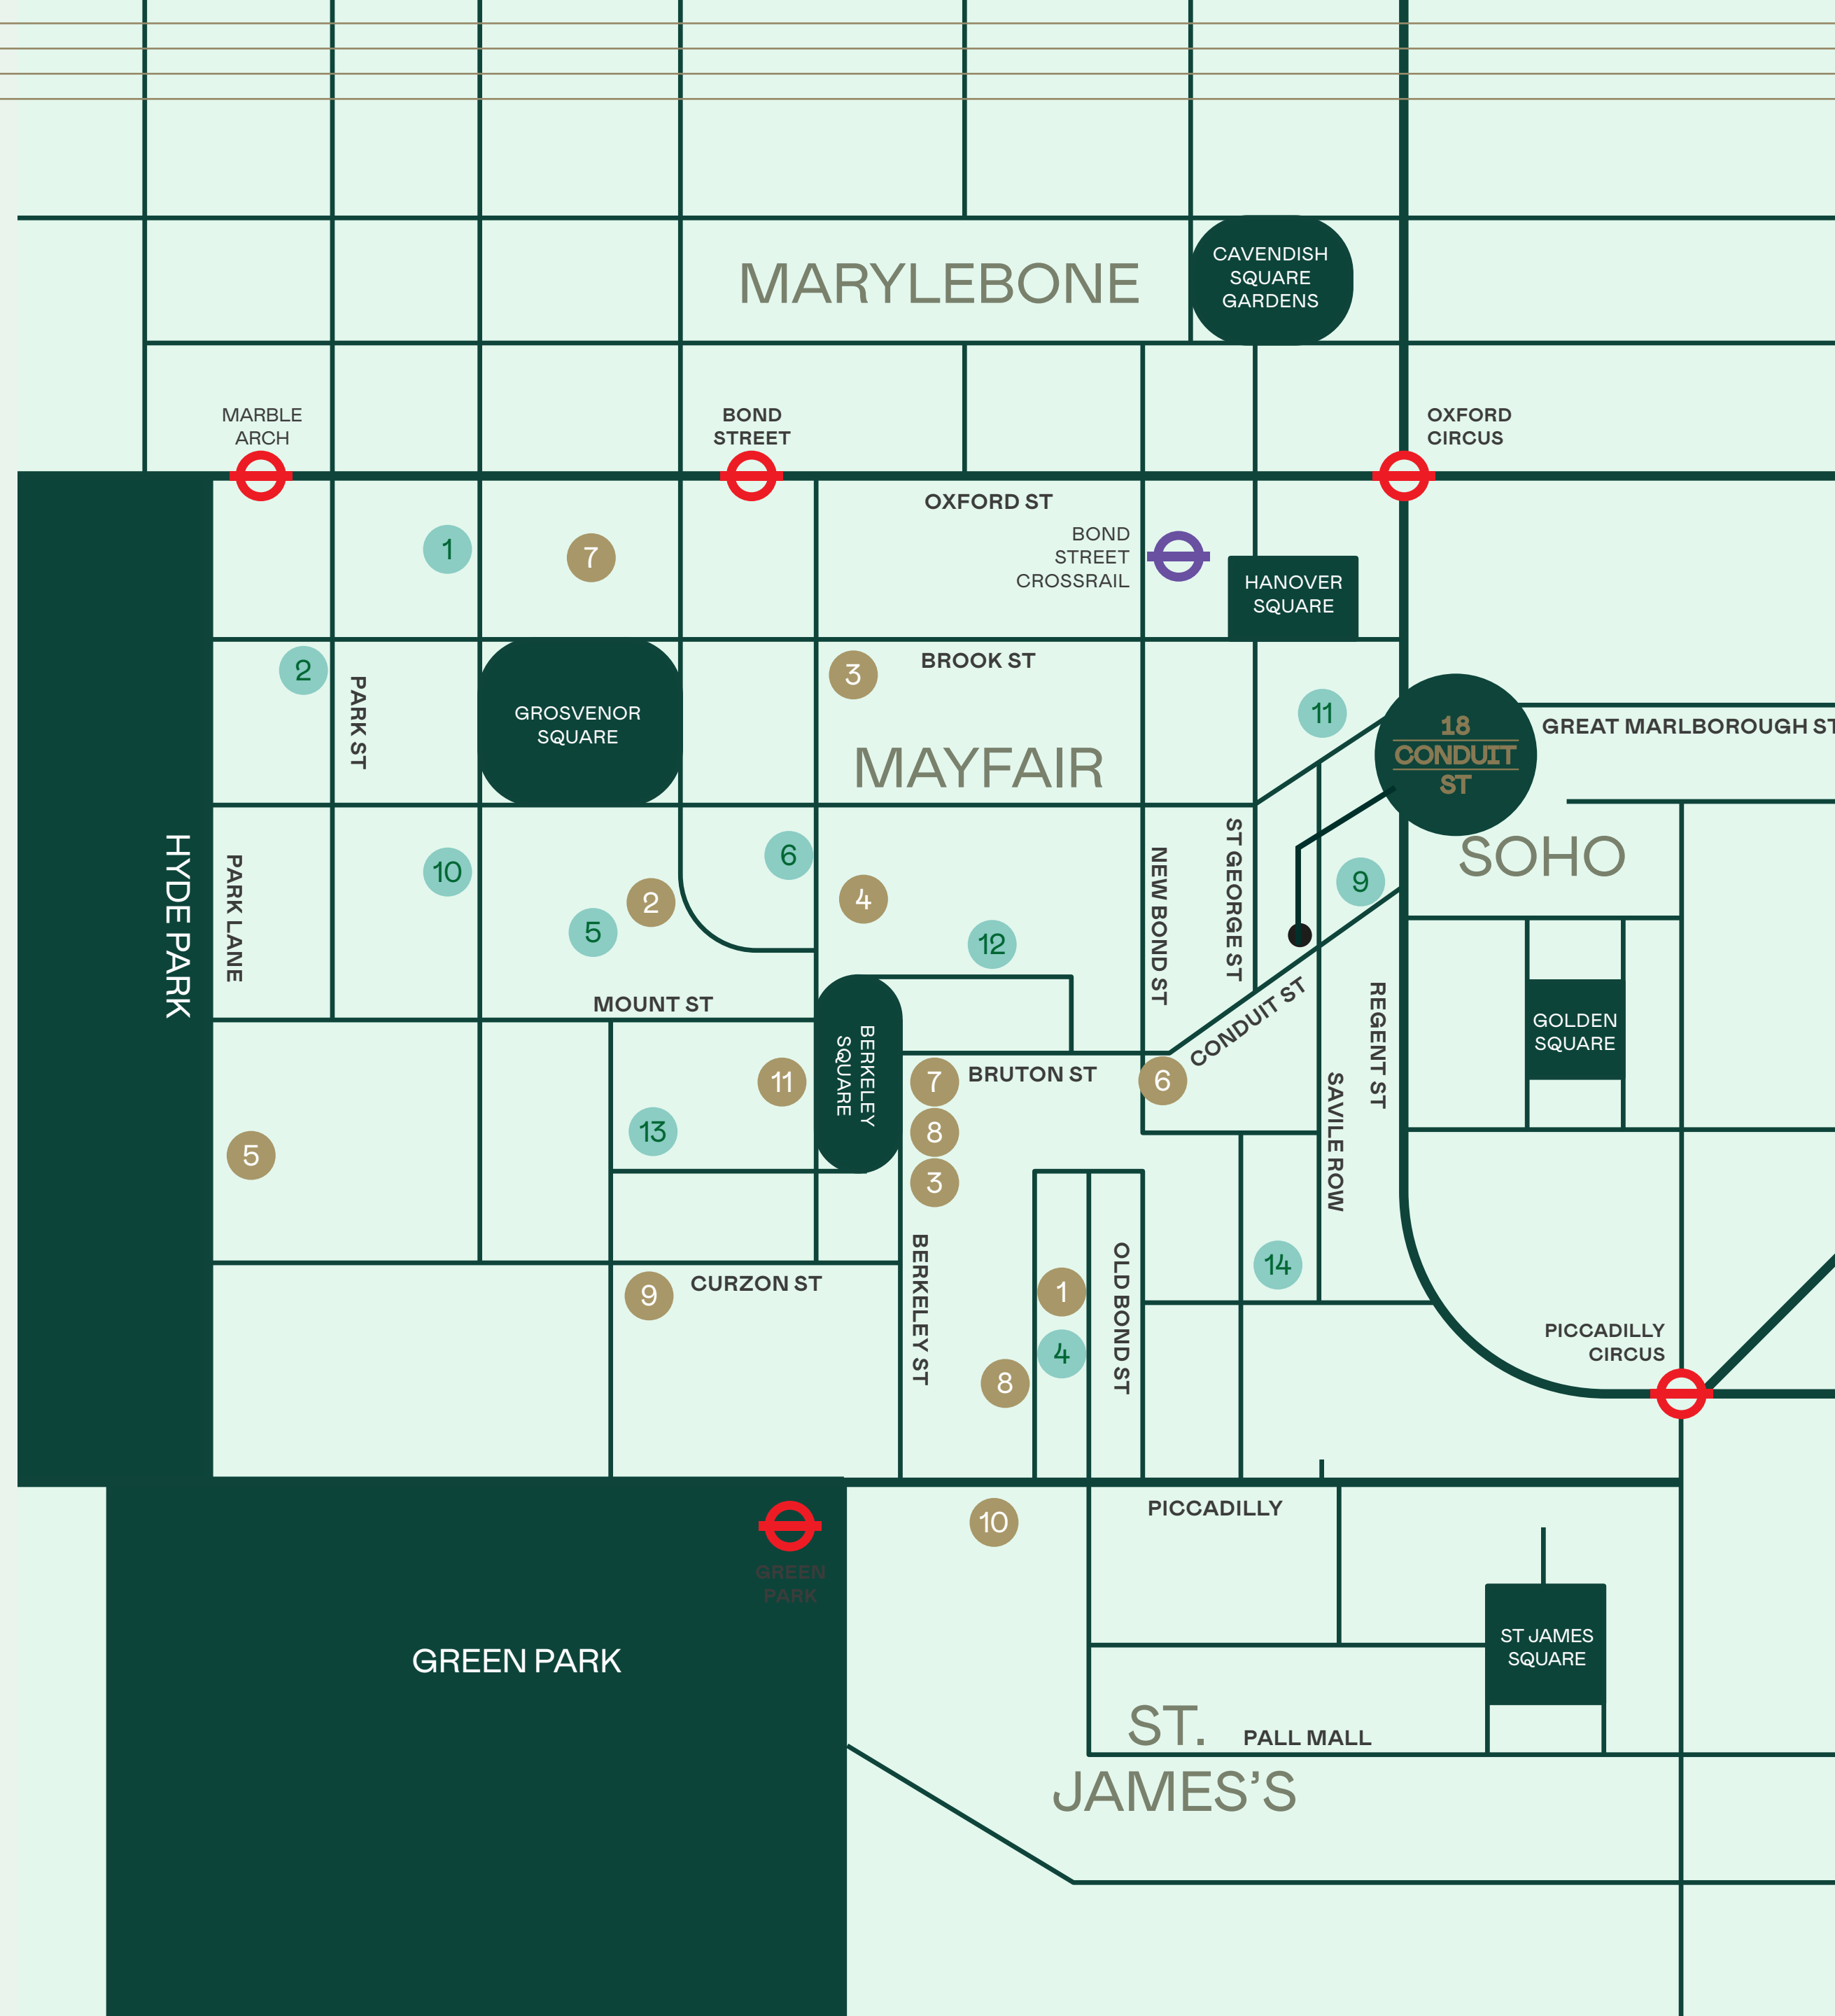 MARYLEBONE
CAVENDISH
SQUARE
GARDENS
MARBLE
ARCH
BOND
STREET
OXFORD
CIRCUS
OXFORD ST
BOND
STREET
CROSSRAIL
1
7
HANOVER
SQUARE
2
PARK ST
GROSVENOR
SQUARE
3
BROOK ST
MAYFAIR
11
18
CONDUIT
ST
GREAT MARLBOROUGH ST
SOHO
HYDE PARK
PARK LANE
10
5
2
6
4
12
NEW BOND ST
ST GEORGE ST
9
CONDUIT ST
REGENT ST
GOLDEN
SQUARE
MOUNT ST
BERKELEY
SQUARE
11
13
7
8
3
BRUTON ST
6
SAVILE ROW
5
9
CURZON ST
BERKELEY ST
1
4
8
OLD BOND ST
14
PICCADILLY
CIRCUS
GREEN
PARK
10
PICCADILLY
GREEN PARK
ST JAMES
SQUARE
ST.
JAMES’S
PALL MALL